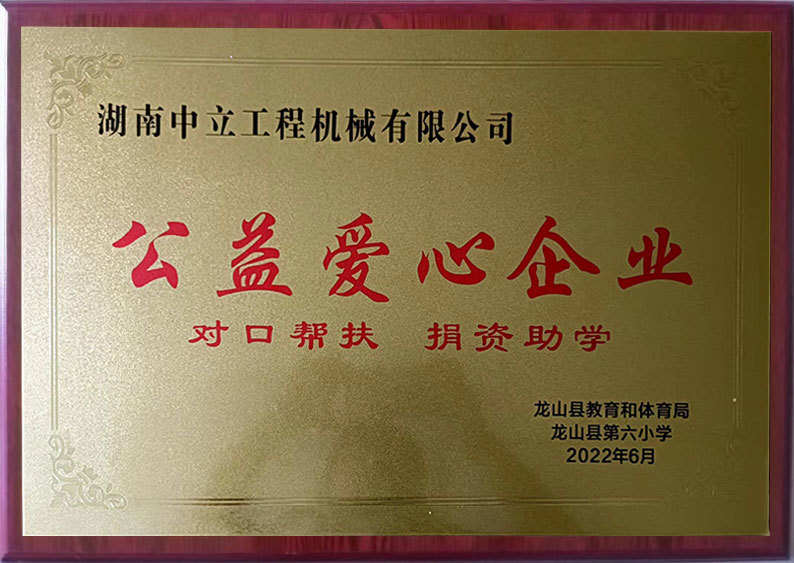 湖南中立工程机械有限公司
公益爱心企业
对口帮扶 捐资助学
龙山县教育和体育局
龙山县第六小学
2022年6月